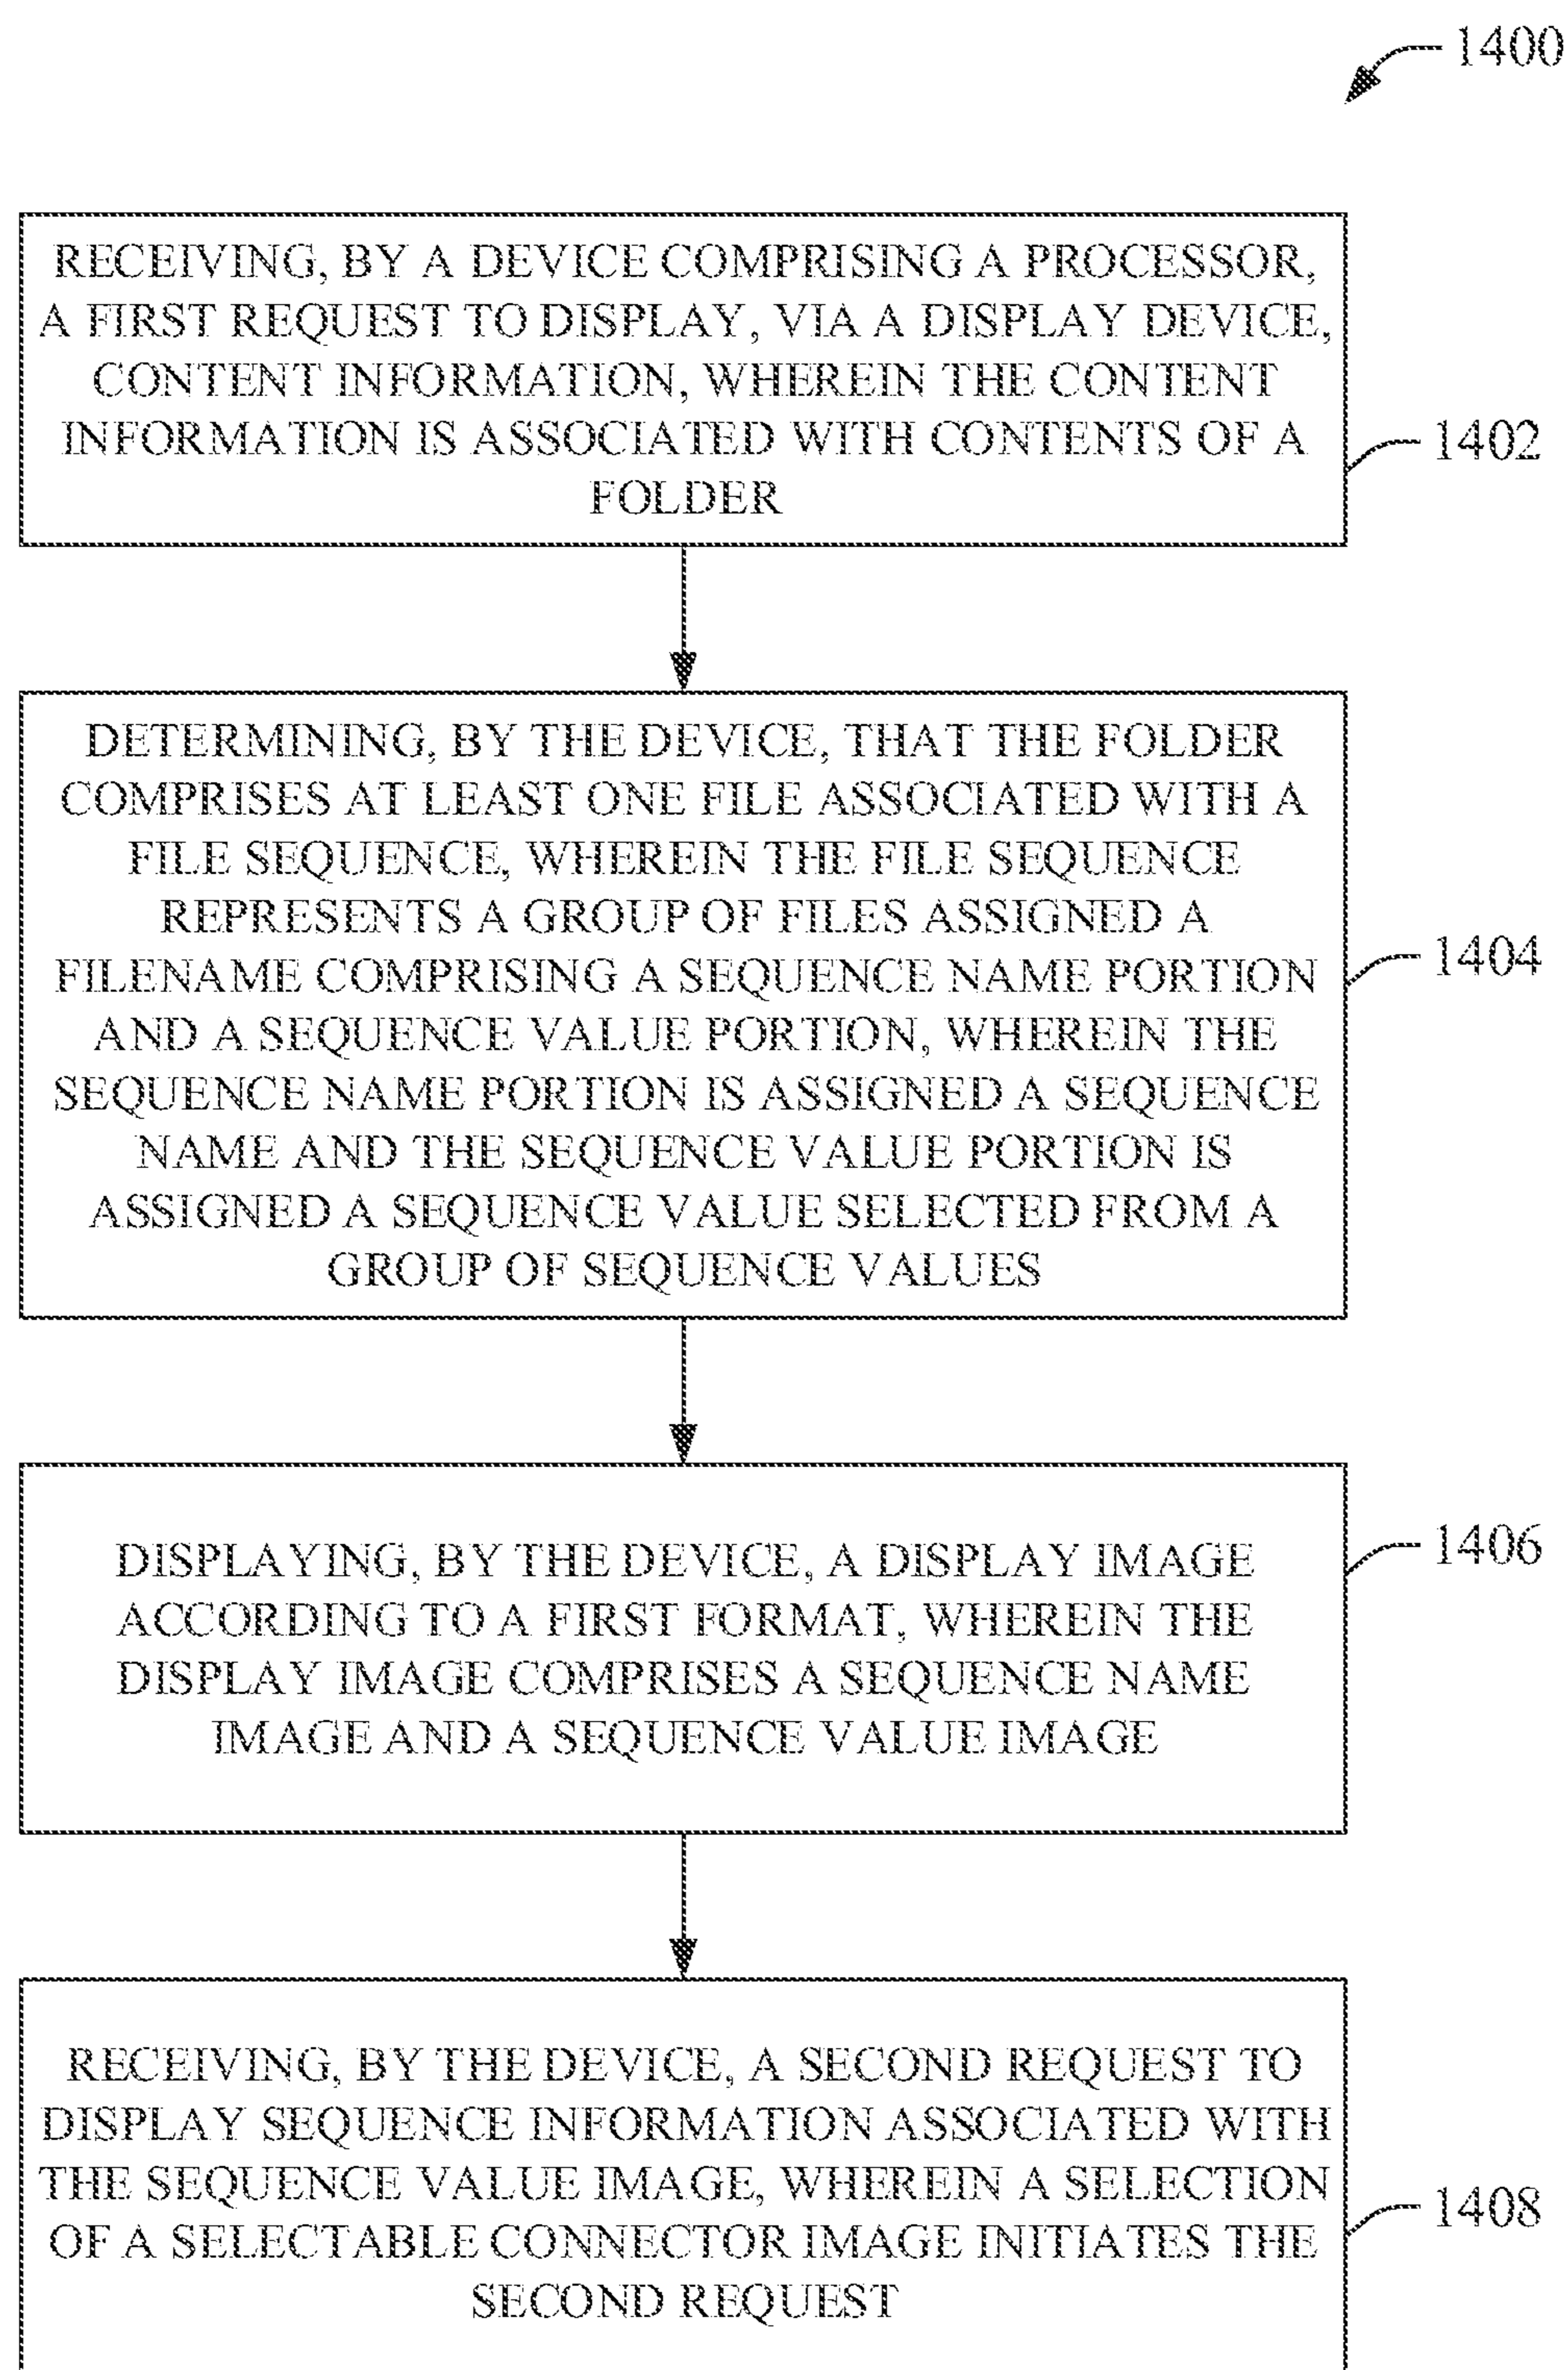 1400
RECEIVING, BY A DEVICE COMPRISING A PROCESSOR,
A FIRST REQUEST TO DISPLAY, VIA A DISPLAY DEVICE,
CONTENT INFORMATION, WHEREIN THE CONTENT
INFORMATION IS ASSOCIATED WITH CONTENTS OF A
FOLDER
1402
DETERMINING, BY THE DEVICE, THAT THE FOLDER
COMPRISES AT LEAST ONE FILE ASSOCIATED WITH A
FILE SEQUENCE, WHEREIN THE FILE SEQUENCE
REPRESENTS A GROUP OF FILES ASSIGNED A
FILENAME COMPRISING A SEQUENCE NAME PORTION
AND A SEQUENCE VALUE PORTION, WHEREIN THE
SEQUENCE NAME PORTION IS ASSIGNED A SEQUENCE
NAME AND THE SEQUENCE VALUE PORTION IS
ASSIGNED A SEQUENCE VALUE SELECTED FROM A
GROUP OF SEQUENCE VALUES
1404
DISPLAYING, BY THE DEVICE, A DISPLAY IMAGE
ACCORDING TO A FIRST FORMAT, WHEREIN THE
DISPLAY IMAGE COMPRISES A SEQUENCE NAME
IMAGE AND A SEQUENCE VALUE IMAGE
1406
RECEIVING, BY THE DEVICE, A SECOND REQUEST TO
DISPLAY SEQUENCE INFORMATION ASSOCIATED WITH
THE SEQUENCE VALUE IMAGE, WHEREIN A SELECTION
OF A SELECTABLE CONNECTOR IMAGE INITIATES THE
SECOND REQUEST
1408